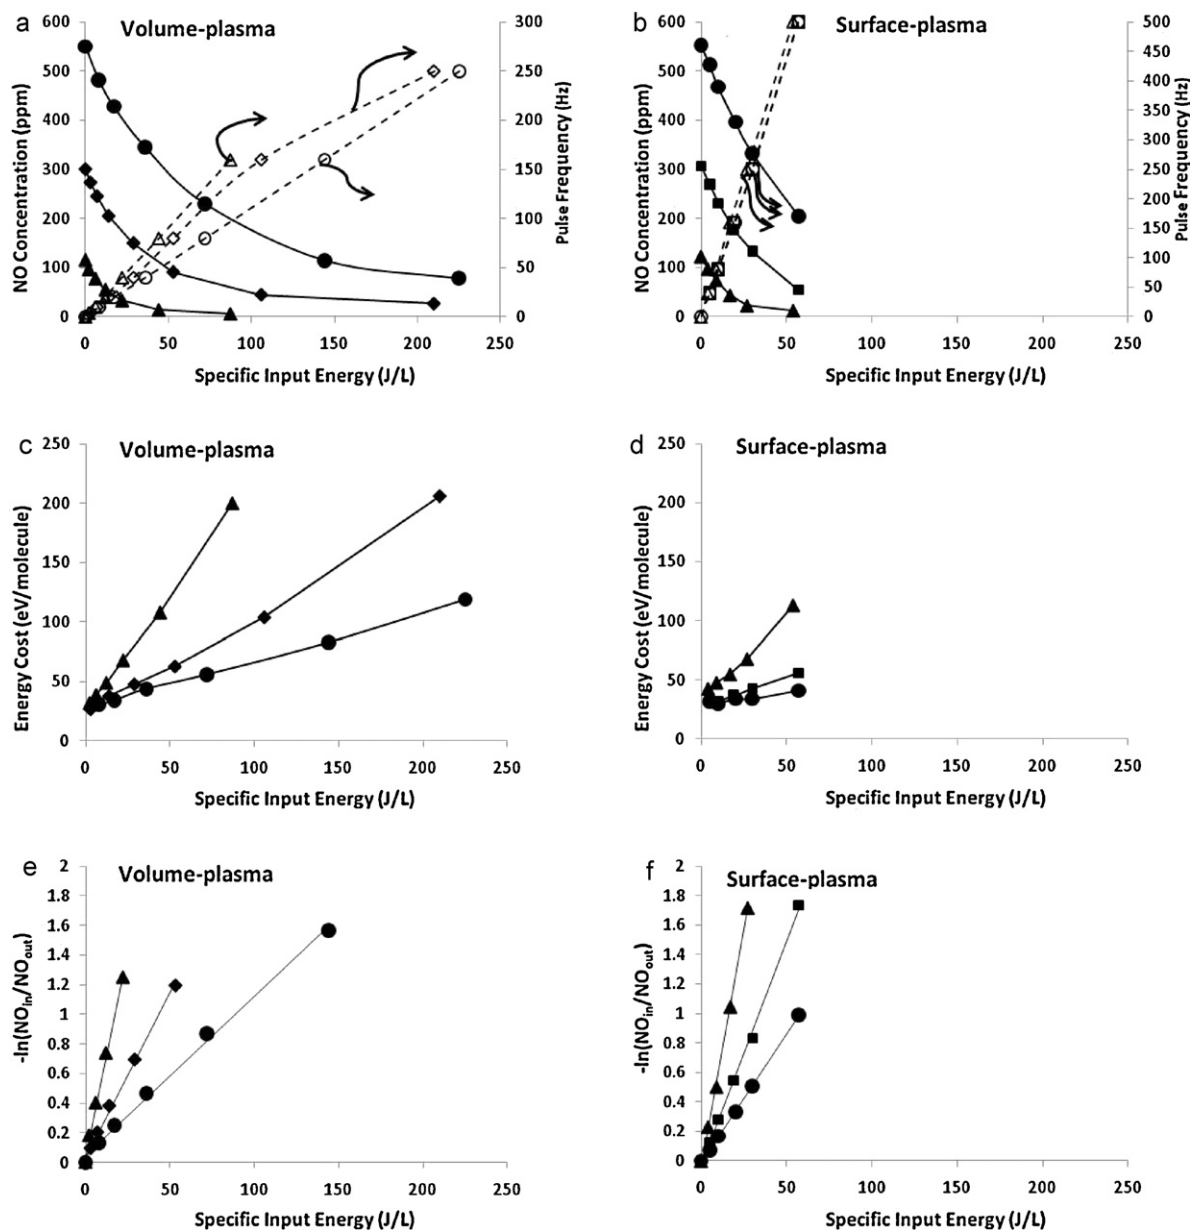 a
Volume-plasma
NO Concentration (ppm)
600
500
400
300
200
100
0
Pulse Frequency (Hz)
300
250
200
150
100
50
0
0 50 100 150 200 250
Specific Input Energy (J/L)
b
Surface-plasma
NO Concentration (ppm)
600
500
400
300
200
100
0
Pulse Frequency (Hz)
500
450
400
350
300
250
200
150
100
50
0
0 50 100 150 200 250
Specific Input Energy (J/L)
c
Volume-plasma
Energy Cost (eV/molecule)
250
200
150
100
50
0
0 50 100 150 200 250
Specific Input Energy (J/L)
d
Surface-plasma
Energy Cost (eV/molecule)
250
200
150
100
50
0
0 50 100 150 200 250
Specific Input Energy (J/L)
e
Volume-plasma
-ln(NOin/NOout)
2
1.8
1.6
1.4
1.2
1
0.8
0.6
0.4
0.2
0
0 50 100 150 200 250
Specific Input Energy (J/L)
f
Surface-plasma
-ln(NOin/NOout)
2
1.8
1.6
1.4
1.2
1
0.8
0.6
0.4
0.2
0
0 50 100 150 200 250
Specific Input Energy (J/L)